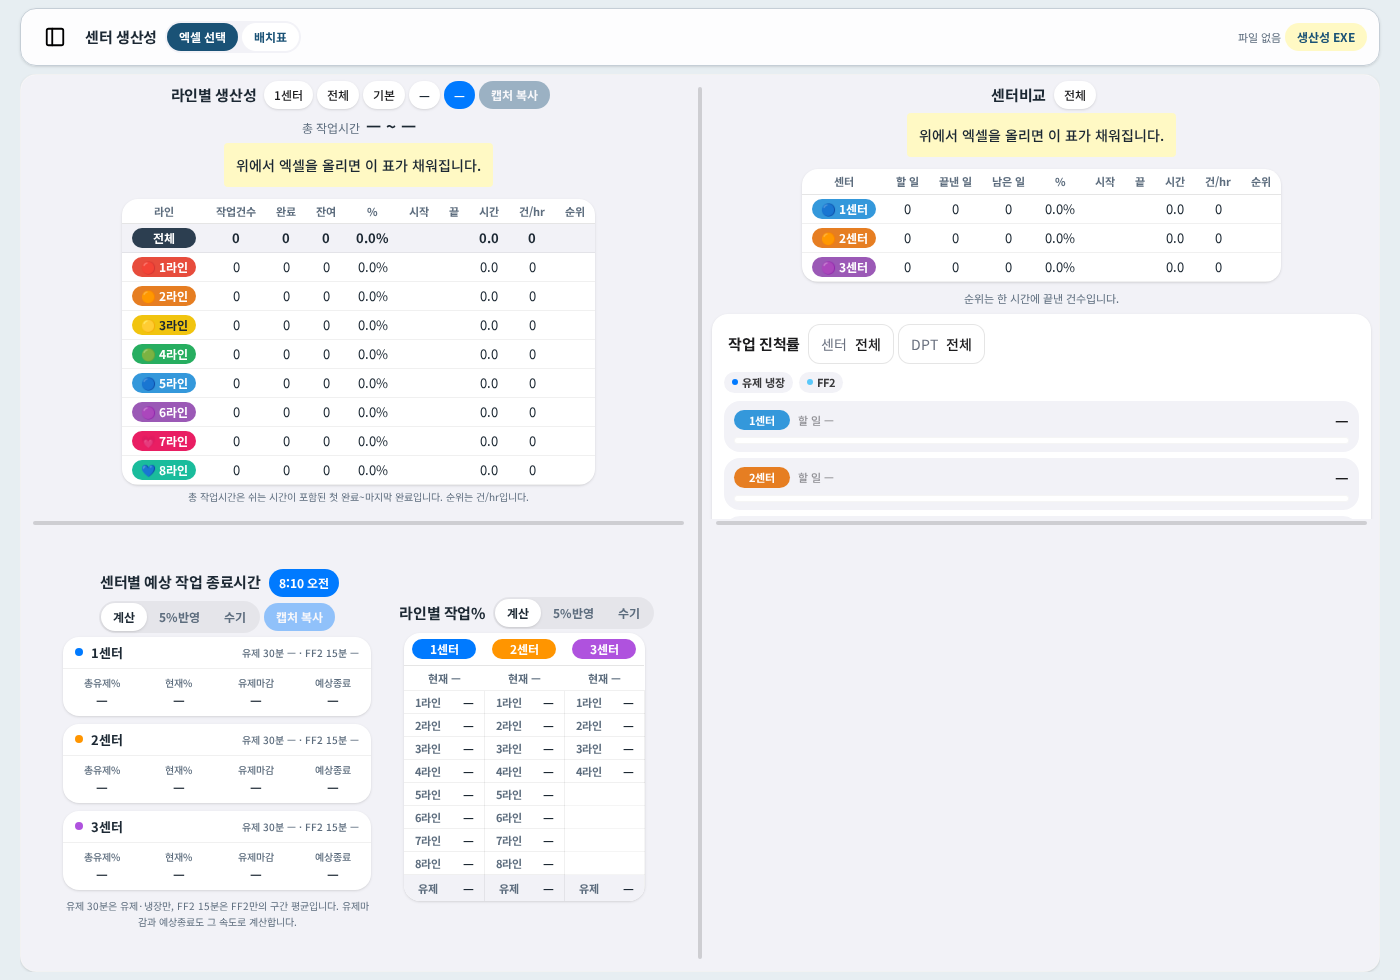 센터 생산성 엑셀 선택 배치표 파일 없음 생산성 EXE
라인별 생산성 1센터 전체 기본 — — 캡처 복사
총 작업시간 — ~ —
위에서 엑셀을 올리면 이 표가 채워집니다.
라인 작업건수 완료 잔여 % 시작 끝 시간 건/hr 순위
전체 0 0 0 0.0% 0.0 0
1라인 0 0 0 0.0% 0.0 0
2라인 0 0 0 0.0% 0.0 0
3라인 0 0 0 0.0% 0.0 0
4라인 0 0 0 0.0% 0.0 0
5라인 0 0 0 0.0% 0.0 0
6라인 0 0 0 0.0% 0.0 0
7라인 0 0 0 0.0% 0.0 0
8라인 0 0 0 0.0% 0.0 0
총 작업시간은 쉬는 시간이 포함된 첫 완료~마지막 완료입니다. 순위는 건/hr입니다.
센터비교 전체
위에서 엑셀을 올리면 이 표가 채워집니다.
센터 할 일 끝낸 일 남은 일 % 시작 끝 시간 건/hr 순위
1센터 0 0 0 0.0% 0.0 0
2센터 0 0 0 0.0% 0.0 0
3센터 0 0 0 0.0% 0.0 0
순위는 한 시간에 끝낸 건수입니다.
작업 진척률 센터 전체 DPT 전체
유제 냉장 FF2
1센터 할 일 — —
2센터 할 일 — —
센터별 예상 작업 종료시간 8:10 오전
계산 5%반영 수기 캡처 복사
1센터 유제 30분 — · FF2 15분 —
총유제% 현재% 유제마감 예상종료
— — — —
2센터 유제 30분 — · FF2 15분 —
총유제% 현재% 유제마감 예상종료
— — — —
3센터 유제 30분 — · FF2 15분 —
총유제% 현재% 유제마감 예상종료
— — — —
유제 30분은 유제·냉장만, FF2 15분은 FF2만의 구간 평균입니다. 유제마
감과 예상종료도 그 속도로 계산합니다.
라인별 작업% 계산 5%반영 수기
1센터 2센터 3센터
현재 — 현재 — 현재 —
1라인 — 1라인 — 1라인 —
2라인 — 2라인 — 2라인 —
3라인 — 3라인 — 3라인 —
4라인 — 4라인 — 4라인 —
5라인 — 5라인 —
6라인 — 6라인 —
7라인 — 7라인 —
8라인 — 8라인 —
유제 — 유제 — 유제 —